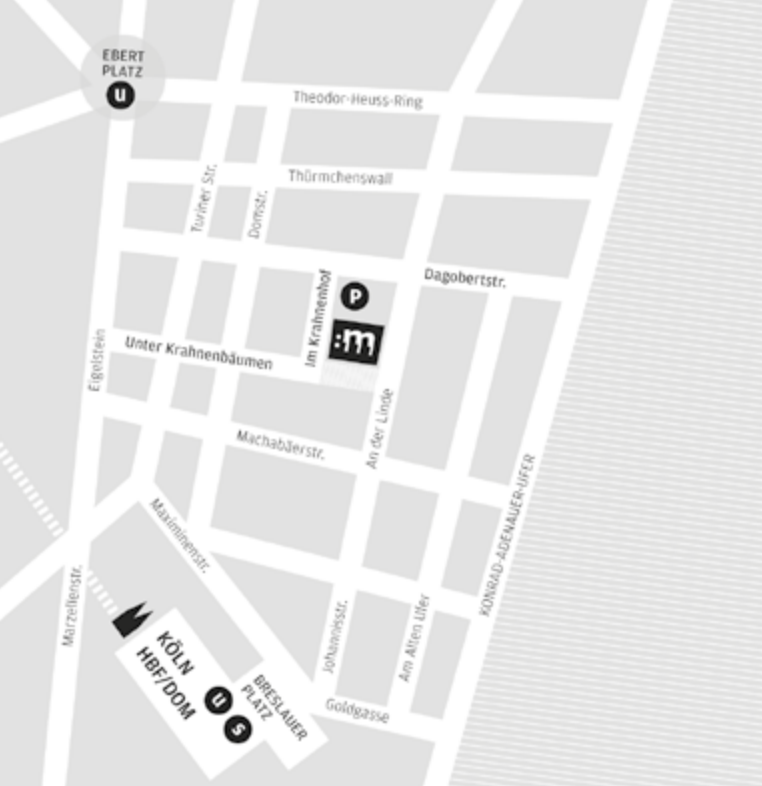 EBERT
PLATZ
u
Theodor-Heuss-Ring
Thürmchenswall
Turiner Str.
Domstr.
Dagobertstr.
Im Krahnenhof
P
:m
Unter Krahnenbäumen
Eigelstein
An der Linde
Machabäerstr.
KONRAD-ADENAUER-UFER
Maximinenstr.
Marzellenstr.
Johannisstr.
Am Alten Ufer
KÖLN
HBF/DOM
u
s
BRESLAUER
PLATZ
Goldgasse